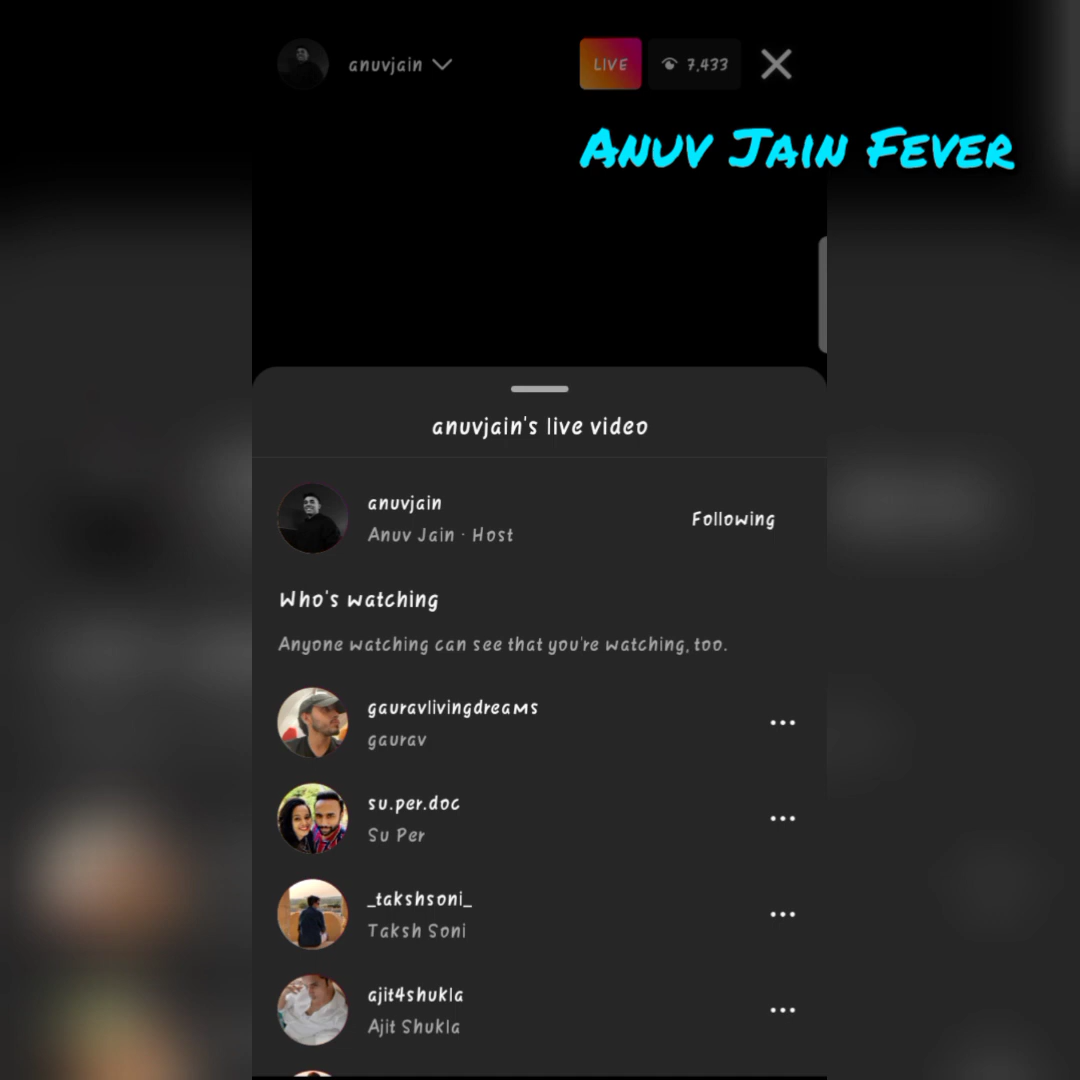 anuvjain
LIVE
7,433
Anuv Jain Fever
anuvjain's live video
anuvjain
Anuv Jain · Host
Following
Who's watching
Anyone watching can see that you're watching, too.
gauravlivingdreams
gaurav
su.per.doc
Su Per
_takshsoni_
Taksh Soni
ajit4shukla
Ajit Shukla